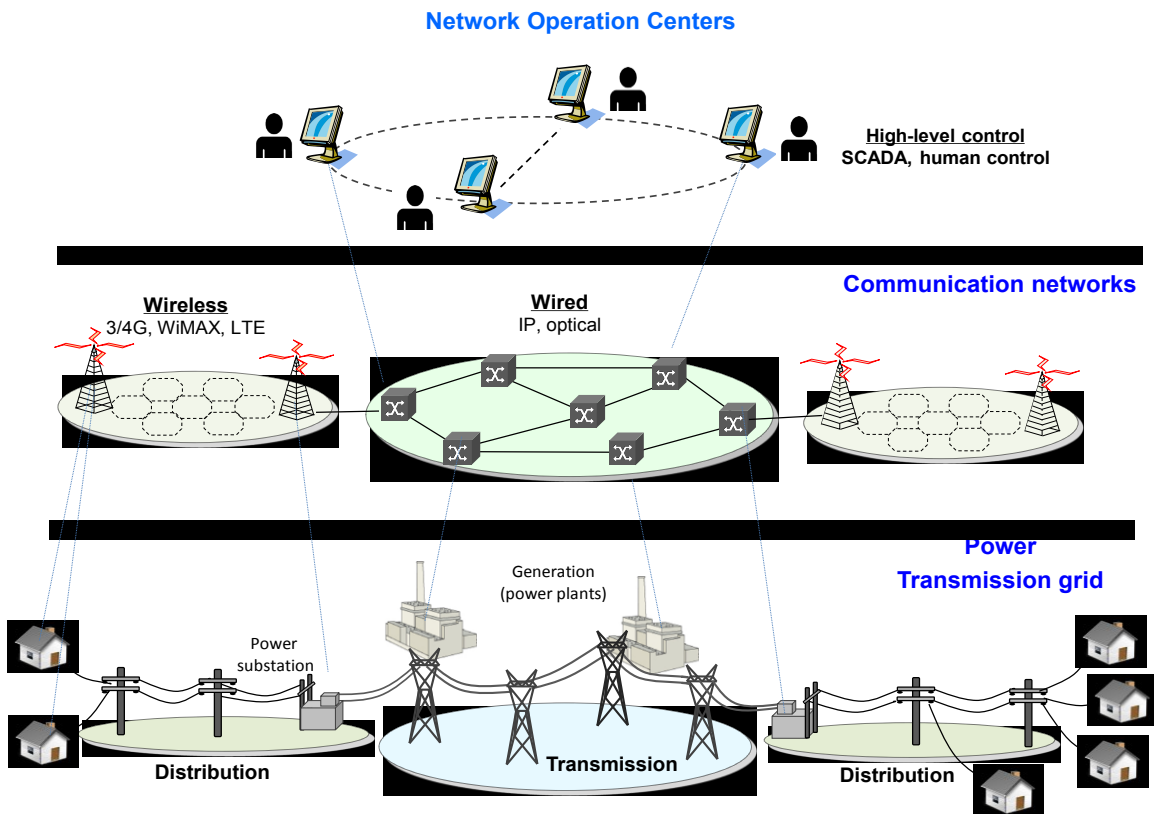 Network Operation Centers
High-level control
SCADA, human control
Communication networks
Wireless
3/4G, WiMAX, LTE
Wired
IP, optical
Power
Transmission grid
Generation
(power plants)
Power
substation
Distribution
Transmission
Distribution